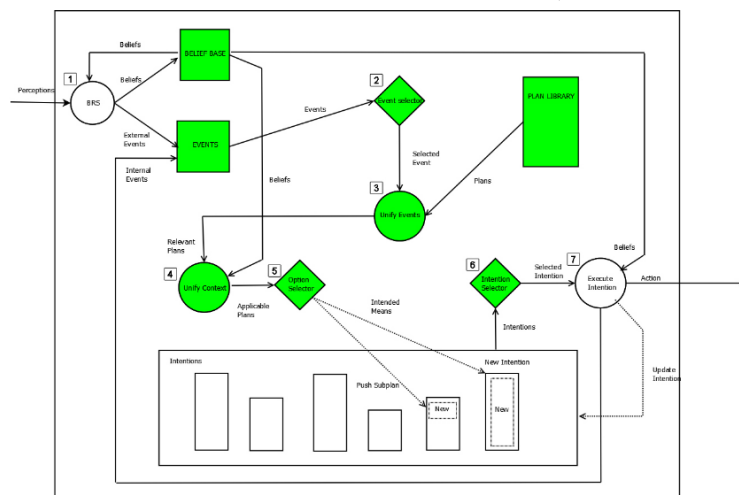 Beliefs
BELIEF BASE
1
2
Perceptions
BRS
Beliefs
Event selector
PLAN LIBRARY
Events
External
Events
EVENTS
Internal
Events
Selected
Event
3
Beliefs
Plans
Unify Events
Relevant
Plans
4
5
6
7
Beliefs
Unify Context
Option
Selector
Intention
Selector
Selected
Intention
Execute
Intention
Action
Applicable
Plans
Intended
Means
Intentions
Intentions
New Intention
Update
Intention
Push Subplan
New
New